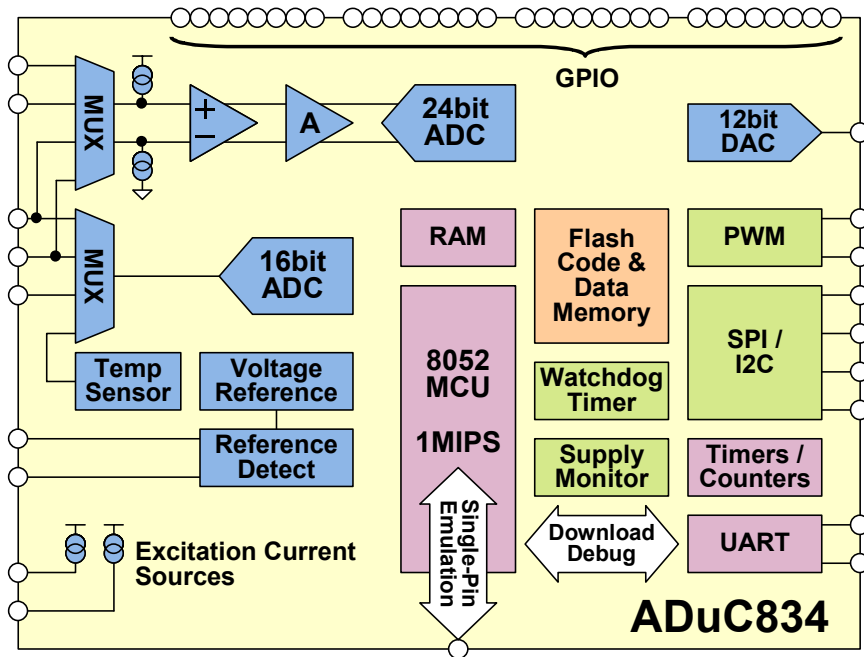 GPIO
MUX
+
−
A
24bit
ADC
12bit
DAC
MUX
16bit
ADC
RAM
Flash
Code &
Data
Memory
PWM
8052
MCU
1MIPS
SPI /
I2C
Temp
Sensor
Voltage
Reference
Watchdog
Timer
Reference
Detect
Supply
Monitor
Timers /
Counters
Single-Pin
Emulation
Download
Debug
UART
Excitation Current
Sources
ADuC834